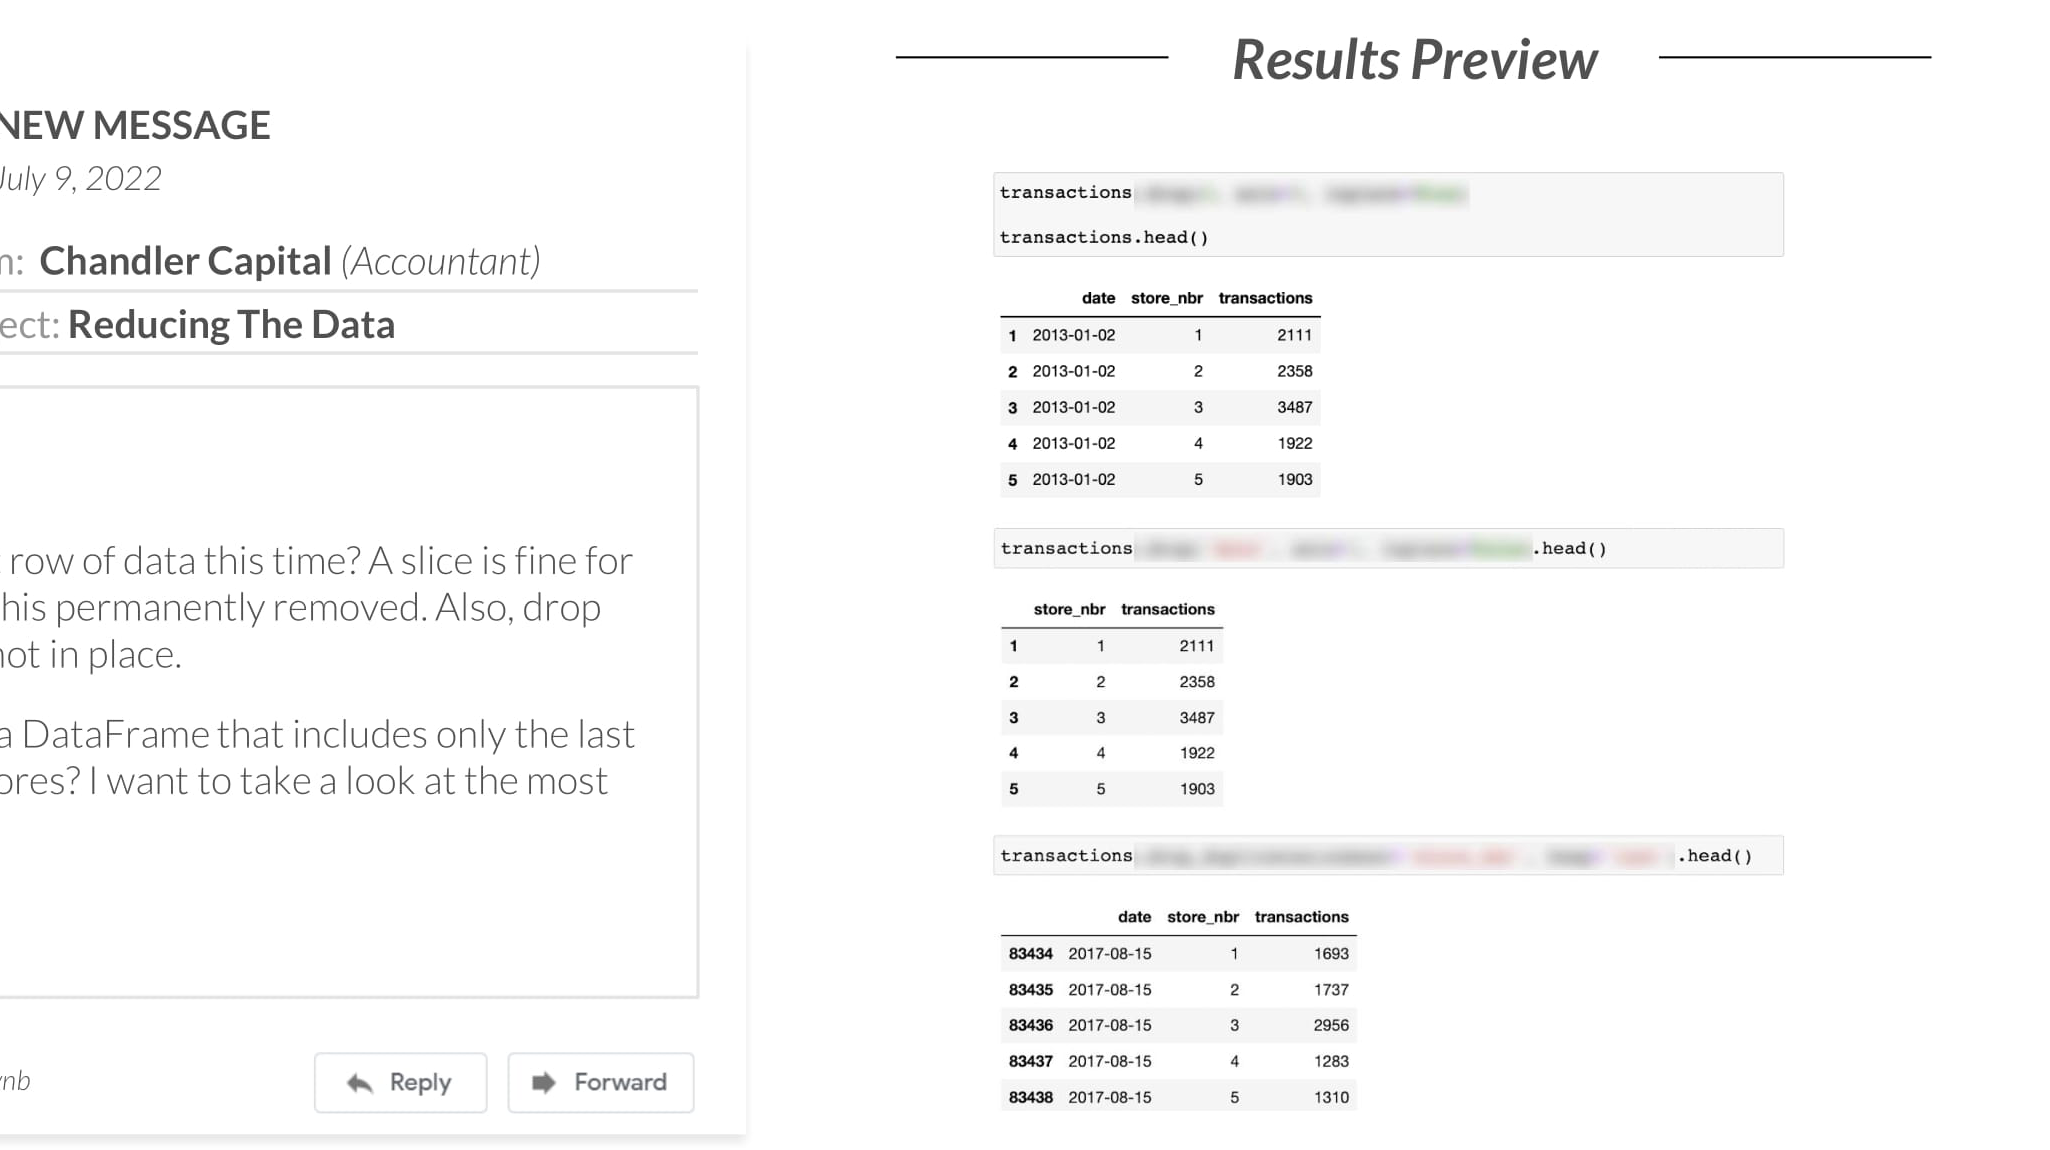 NEW MESSAGE
July 9, 2022
m: Chandler Capital (Accountant)
ect: Reducing The Data
row of data this time? A slice is fine for
his permanently removed. Also, drop
not in place.
a DataFrame that includes only the last
ores? I want to take a look at the most
ynb
Reply
Forward
Results Preview
transactions
transactions.head()
date store_nbr transactions
1 2013-01-02 1 2111
2 2013-01-02 2 2358
3 2013-01-02 3 3487
4 2013-01-02 4 1922
5 2013-01-02 5 1903
transactions .head()
store_nbr transactions
1 1 2111
2 2 2358
3 3 3487
4 4 1922
5 5 1903
transactions .head()
date store_nbr transactions
83434 2017-08-15 1 1693
83435 2017-08-15 2 1737
83436 2017-08-15 3 2956
83437 2017-08-15 4 1283
83438 2017-08-15 5 1310